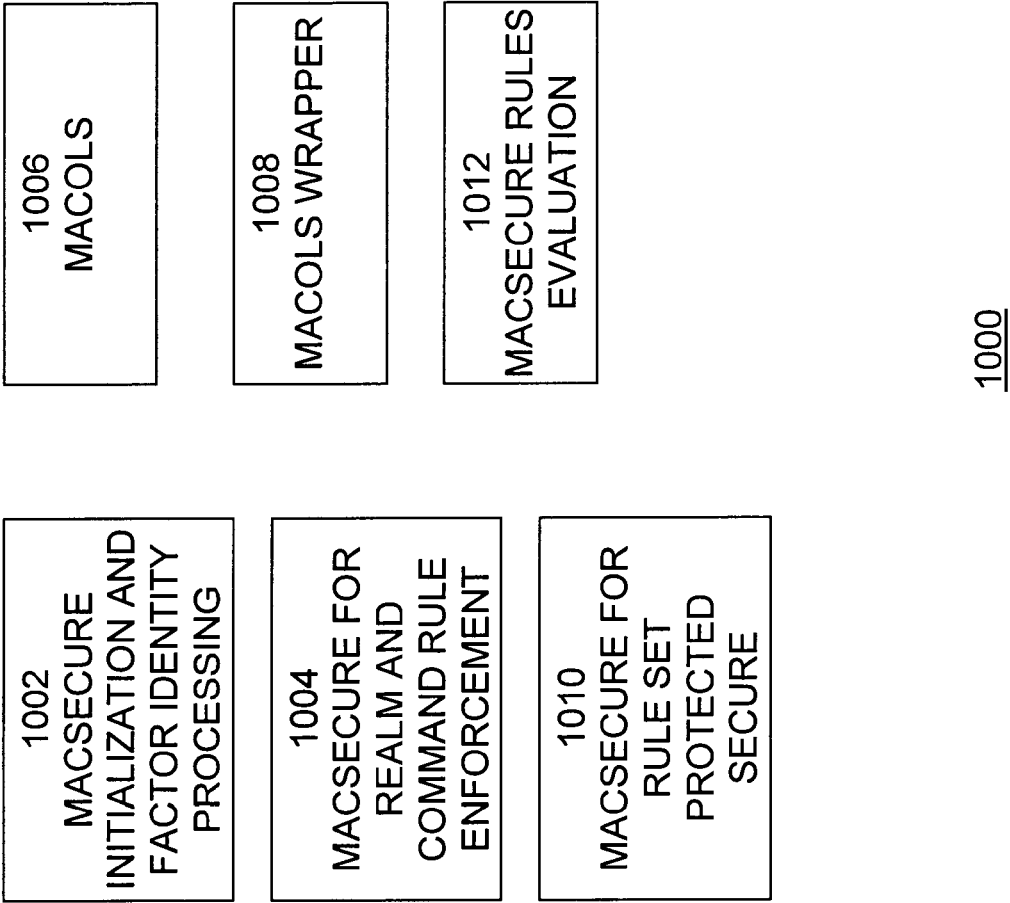 1002
MACSECURE
INITIALIZATION AND
FACTOR IDENTITY
PROCESSING
1004
MACSECURE FOR
REALM AND
COMMAND RULE
ENFORCEMENT
1010
MACSECURE FOR
RULE SET
PROTECTED
SECURE
1006
MACOLS
1008
MACOLS WRAPPER
1012
MACSECURE RULES
EVALUATION
1000